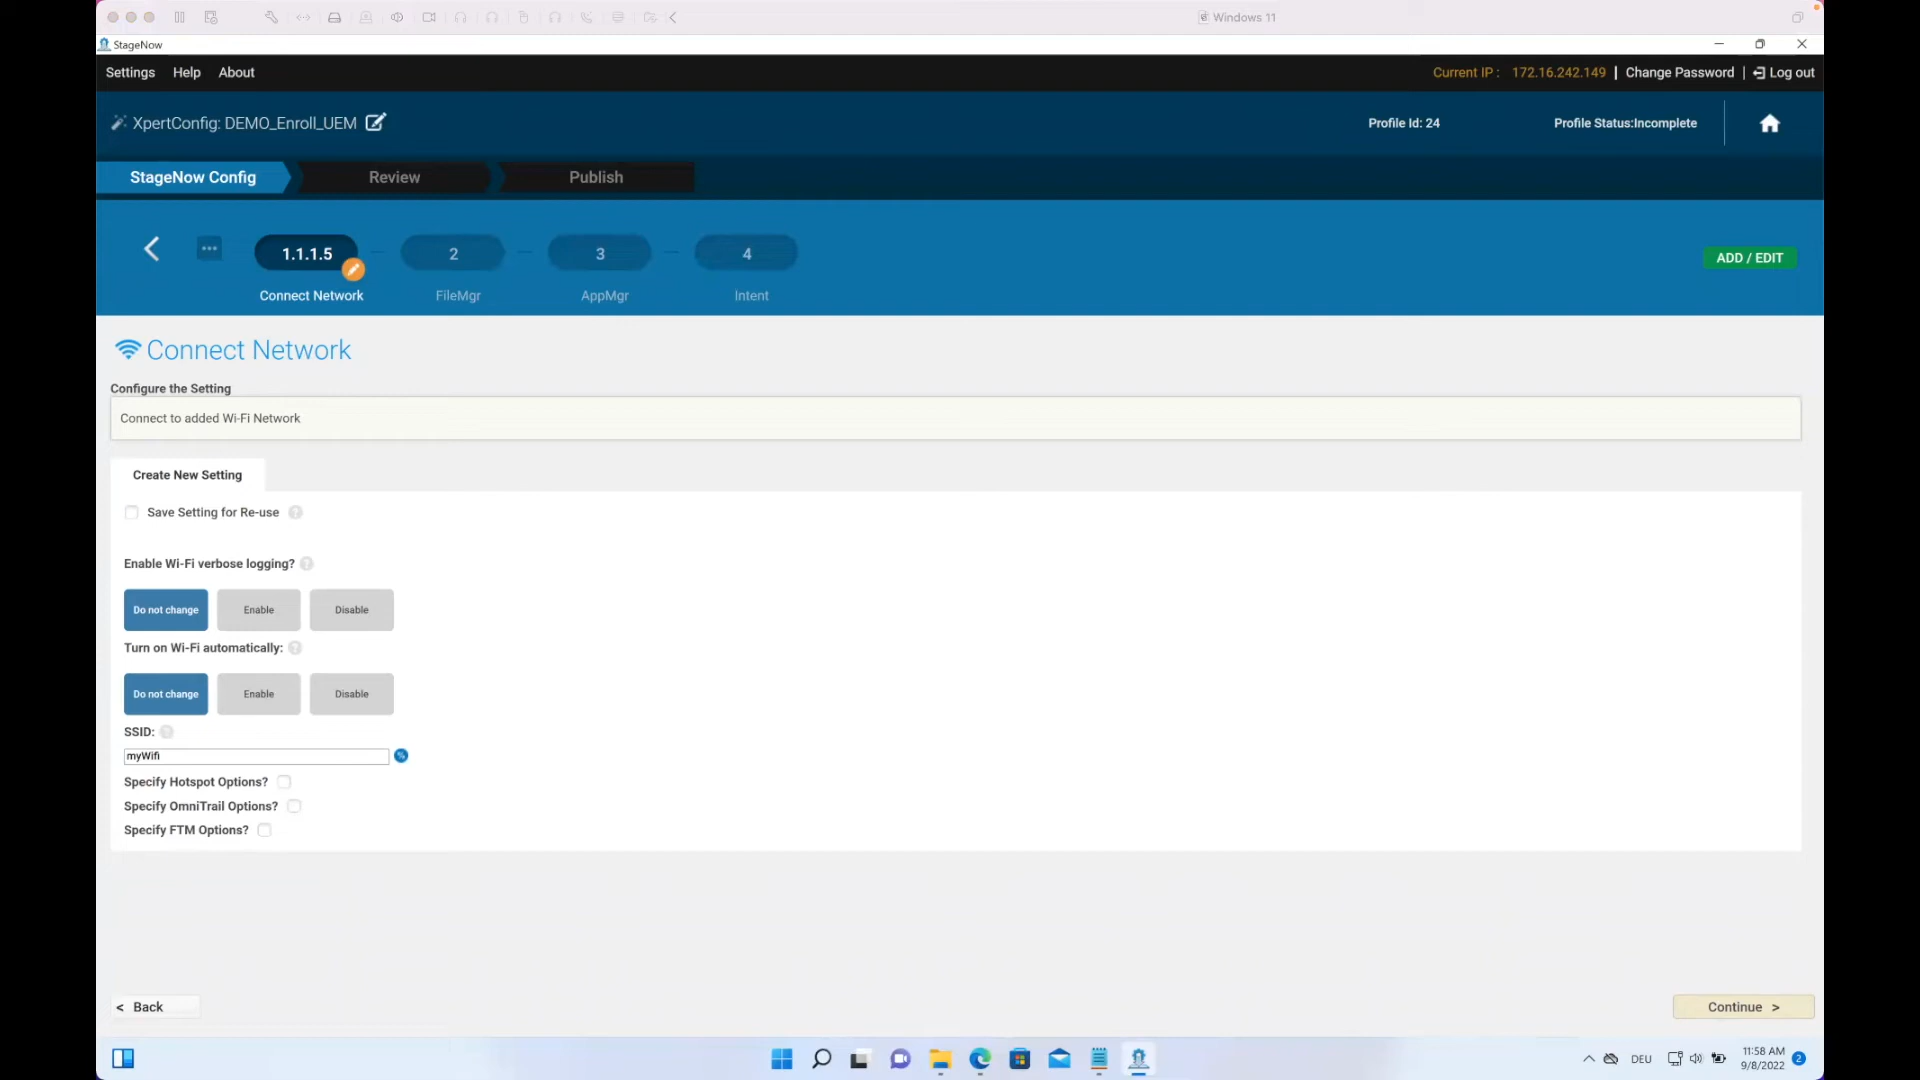 Windows 11
StageNow
Settings Help About
Current IP : 172.16.242.149 | Change Password | Log out
XpertConfig: DEMO_Enroll_UEM
Profile Id: 24
Profile Status:Incomplete
StageNow Config
Review
Publish
1.1.1.5
2
3
4
ADD / EDIT
Connect Network
FileMgr
AppMgr
Intent
Connect Network
Configure the Setting
Connect to added Wi-Fi Network
Create New Setting
Save Setting for Re-use ?
Enable Wi-Fi verbose logging? ?
Do not change Enable Disable
Turn on Wi-Fi automatically: ?
Do not change Enable Disable
SSID: ?
myWifi
Specify Hotspot Options?
Specify OmniTrail Options?
Specify FTM Options?
< Back
Continue >
DEU
11:58 AM
9/8/2022
2